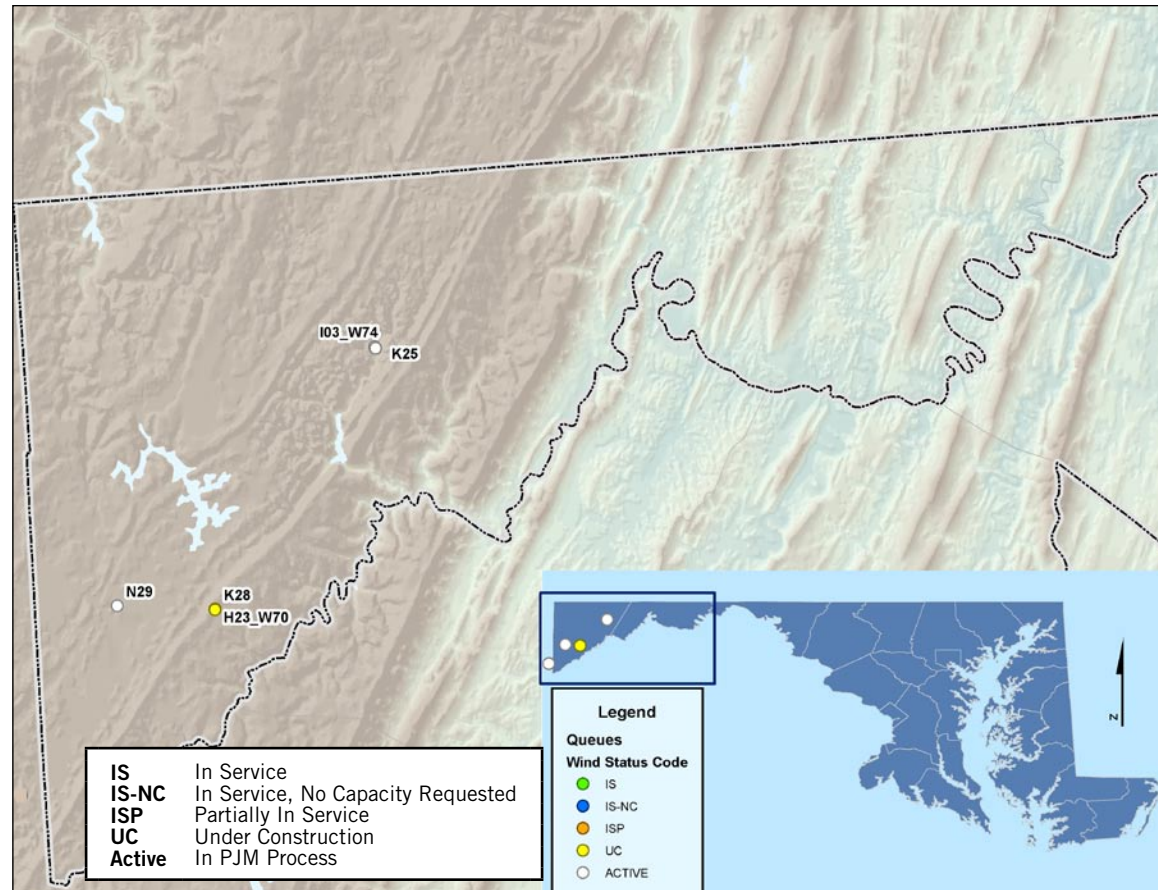 I03_W74
K25
N29
K28
H23_W70
IS In Service
IS-NC In Service, No Capacity Requested
ISP Partially In Service
UC Under Construction
Active In PJM Process
Legend
Queues
Wind Status Code
IS
IS-NC
ISP
UC
ACTIVE
N